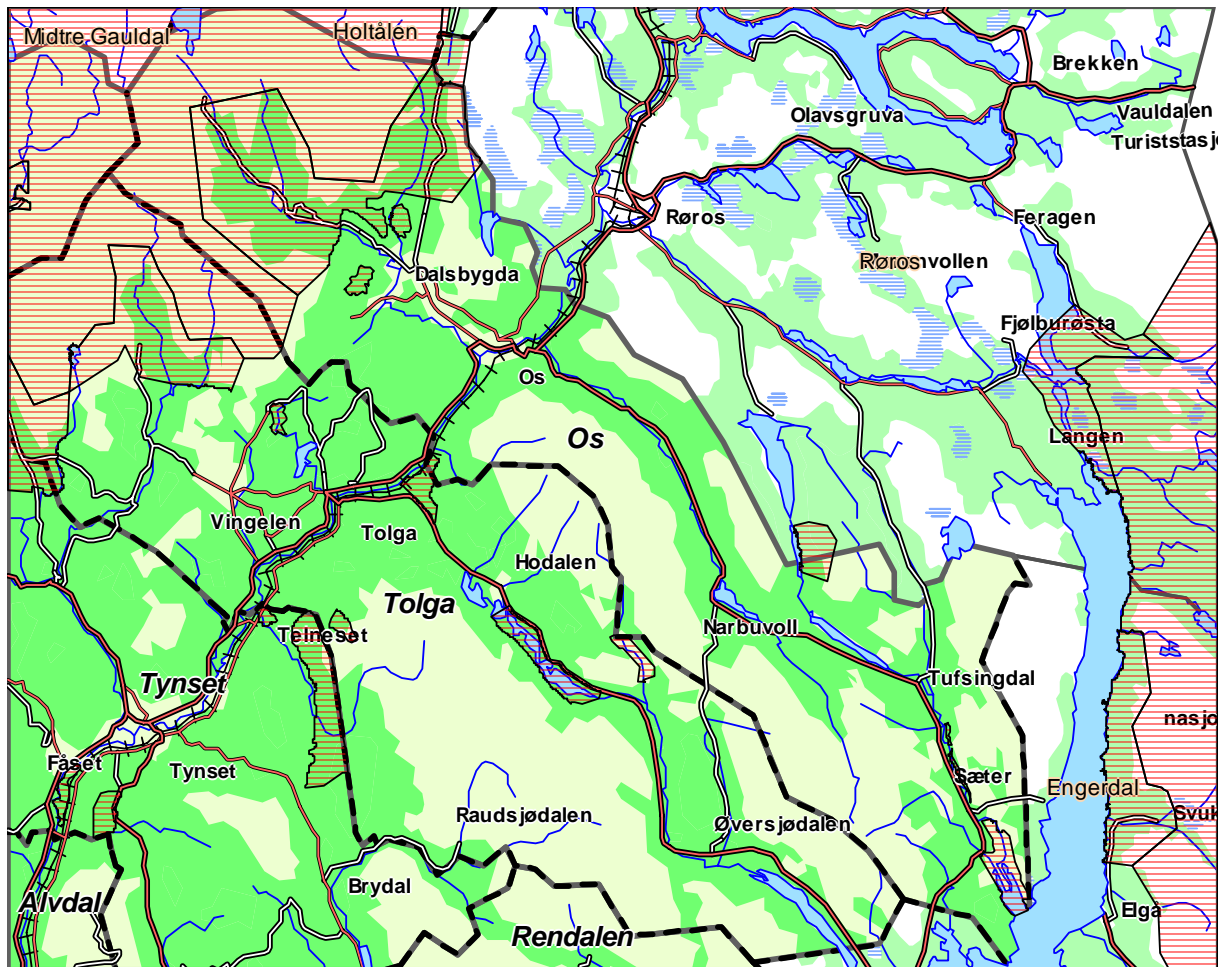 Midtre Gauldal
Holtålen
Brekken
Olavsgruva
Vauldalen
Turiststasj
Røros
Feragen
Dalsbygda
Røros
vollen
Fjølburøsta
Os
Os
Langen
Vingelen
Tolga
Hodalen
Tolga
Telneset
Narbuvoll
Tynset
Tufsingdal
nasjo
Fåset
Tynset
Sæter
Engerdal
Raudsjødalen
Øversjødalen
Svuk
Brydal
Alvdal
Elgå
Rendalen